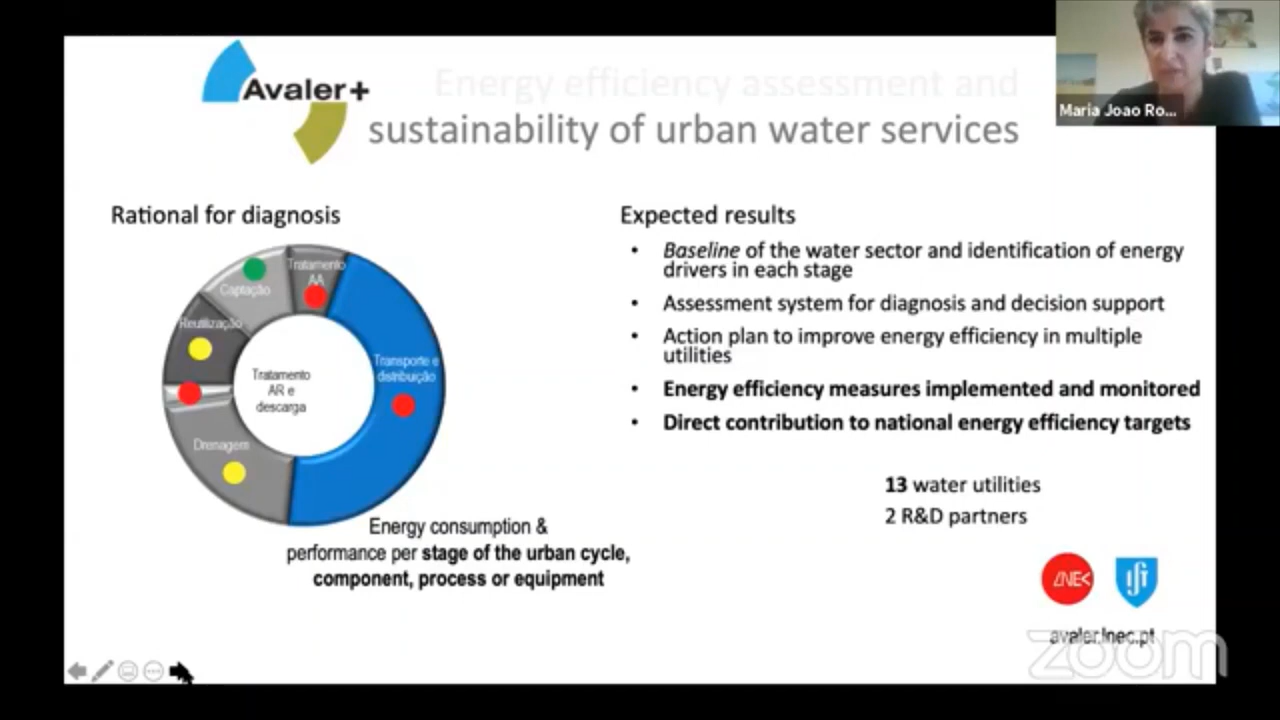 Avaler+
Energy efficiency assessment and
sustainability of urban water services
Maria Joao Ro...
Rational for diagnosis
Tratamento
AA
Captação
Reutilização
Transporte e
distribuição
Tratamento
AR e
descarga
Drenagem
Energy consumption &
performance per stage of the urban cycle,
component, process or equipment
Expected results
• Baseline of the water sector and identification of energy
drivers in each stage
• Assessment system for diagnosis and decision support
• Action plan to improve energy efficiency in multiple
utilities
• Energy efficiency measures implemented and monitored
• Direct contribution to national energy efficiency targets
13 water utilities
2 R&D partners
LNEC
avaler.lnec.pt
zoom